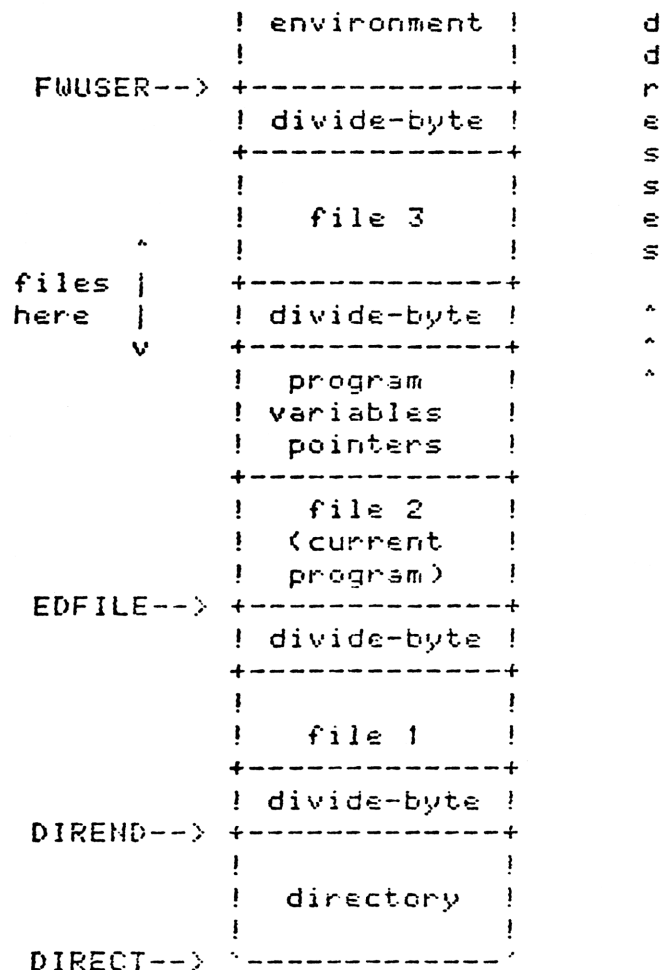 ! environment ! d
! ! d
FWUSER--> +--------------+ r
! divide-byte ! e
+--------------+ s
! ! s
! file 3 ! e
^ ! ! s
files | +--------------+
here | ! divide-byte ! ^
v +--------------+ ^
! program ! ^
! variables !
! pointers !
+--------------+
! file 2 !
! (current !
! program) !
EDFILE--> +--------------+
! divide-byte !
+--------------+
! !
! file 1 !
+--------------+
! divide-byte !
DIREND--> +--------------+
! !
! directory !
! !
DIRECT--> '--------------'